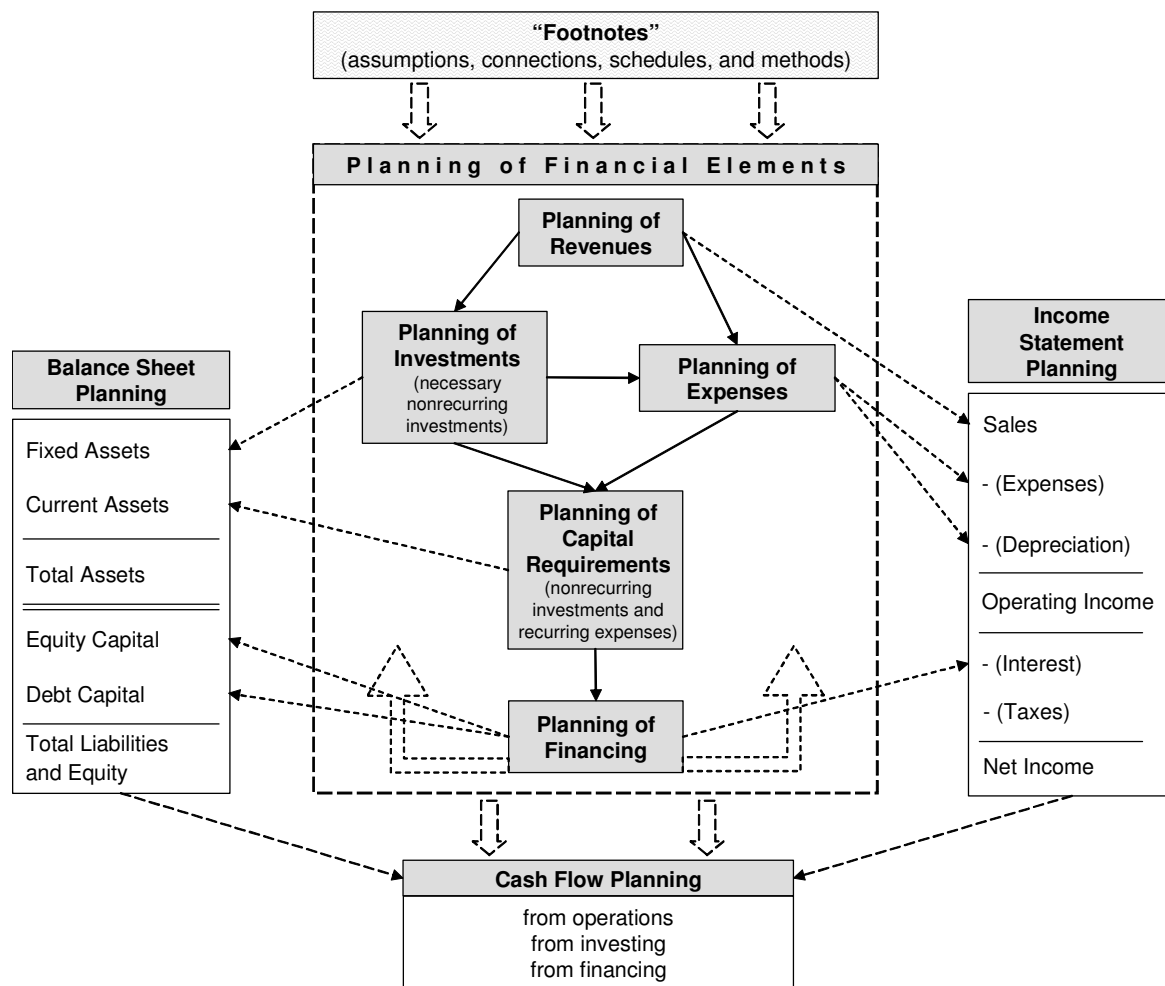 “Footnotes”
(assumptions, connections, schedules, and methods)
Planning of Financial Elements
Planning of
Revenues
Planning of
Investments
(necessary
nonrecurring
investments)
Planning of
Expenses
Planning of
Capital
Requirements
(nonrecurring
investments and
recurring expenses)
Planning of
Financing
Balance Sheet
Planning
Fixed Assets
Current Assets
Total Assets
Equity Capital
Debt Capital
Total Liabilities
and Equity
Income
Statement
Planning
Sales
- (Expenses)
- (Depreciation)
Operating Income
- (Interest)
- (Taxes)
Net Income
Cash Flow Planning
from operations
from investing
from financing